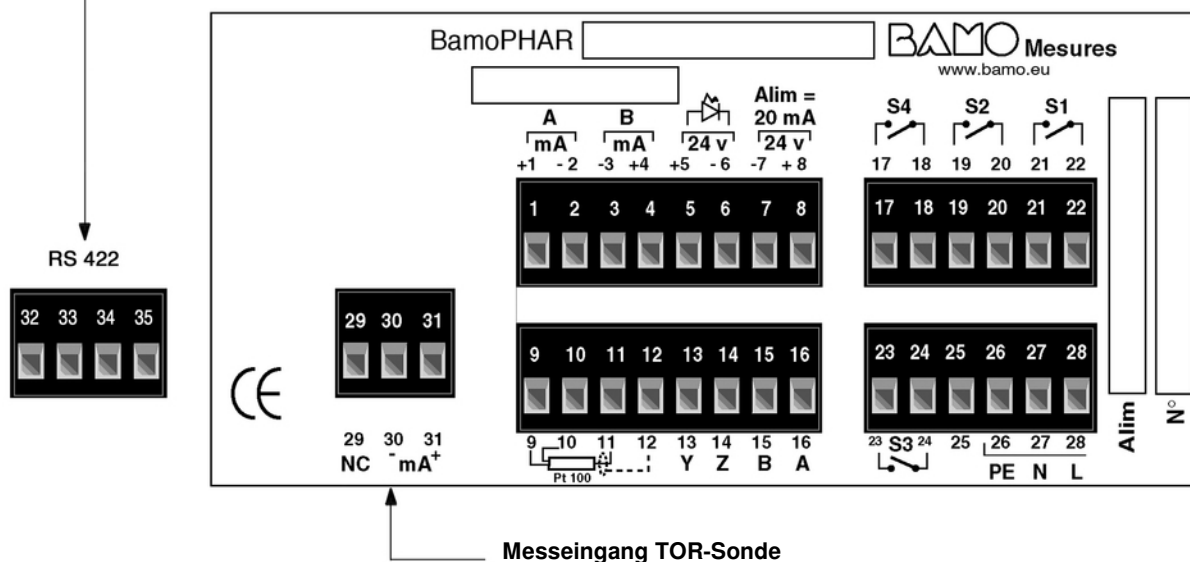 BamoPHAR BAMO Mesures
www.bamo.eu
A B Alim =
20 mA
mA mA 24 v 24 v
+1 - 2 -3 +4 +5 - 6 -7 + 8
S4 S2 S1
17 18 19 20 21 22
1 2 3 4 5 6 7 8
17 18 19 20 21 22
RS 422
32 33 34 35
29 30 31
9 10 11 12 13 14 15 16
23 24 25 26 27 28
CE
29 30 31
NC - mA +
9 10 11 12 13 14 15 16
Pt 100 Y Z B A
23 S3 24 25 26 27 28
PE N L
Alim
N°
Messeingang TOR-Sonde